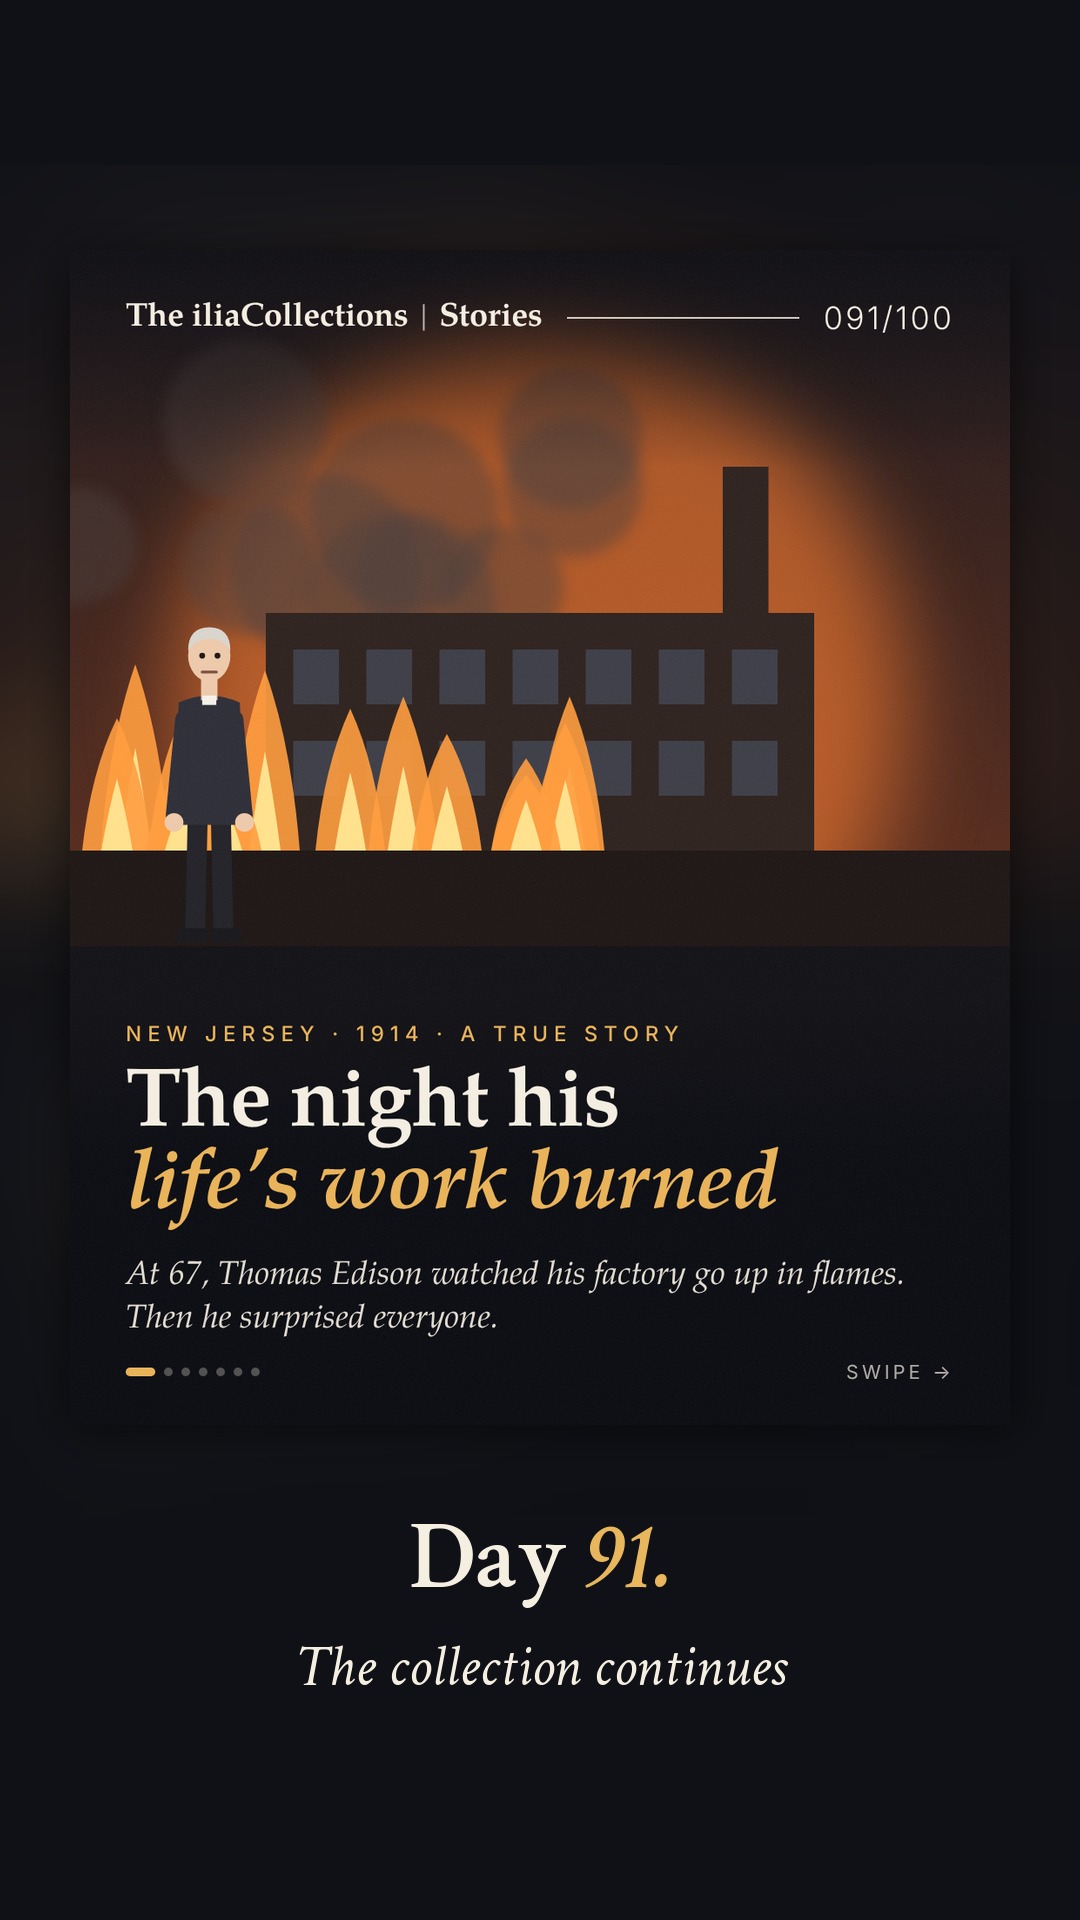 The iliaCollections | Stories 091/100
NEW JERSEY · 1914 · A TRUE STORY
The night his
life’s work burned
At 67, Thomas Edison watched his factory go up in flames.
Then he surprised everyone.
SWIPE →
Day 91.
The collection continues